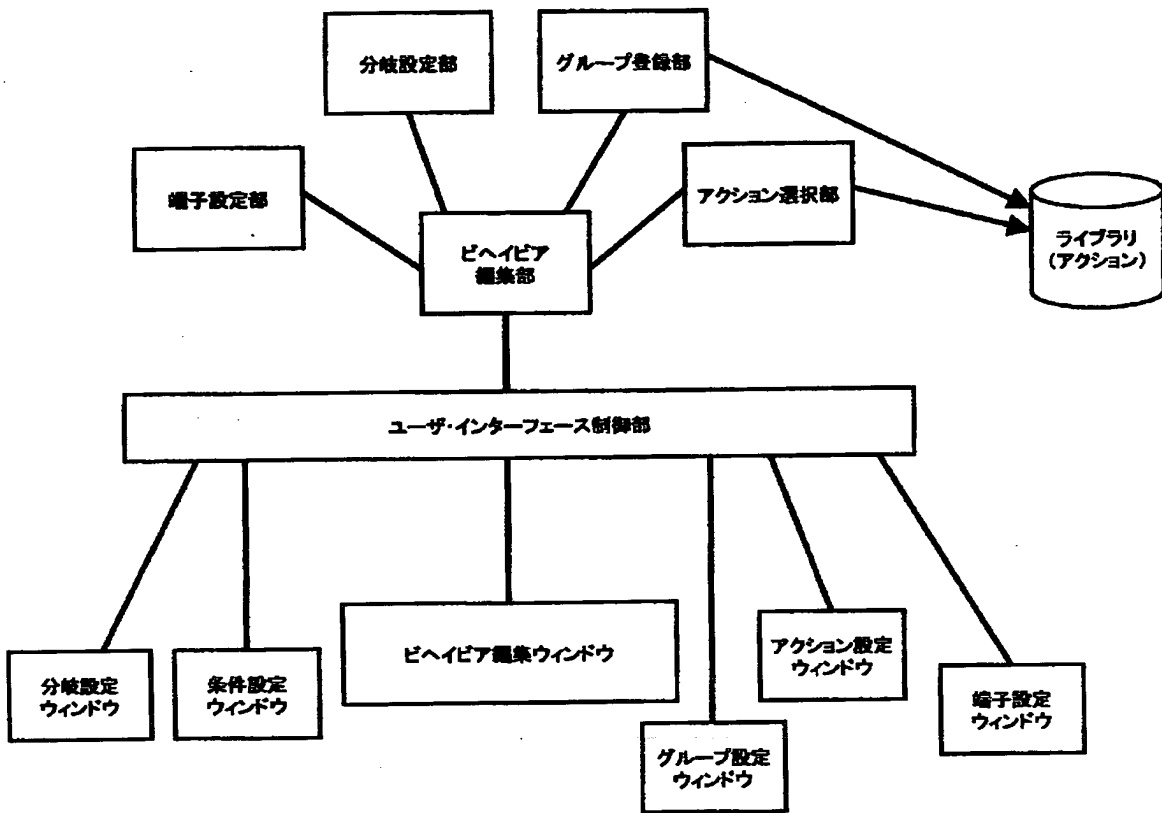 分岐設定部
グループ登録部
端子設定部
アクション選択部
ビヘイビア
編集部
ライブラリ
(アクション)
ユーザ・インターフェース制御部
分岐設定
ウィンドウ
条件設定
ウィンドウ
ビヘイビア編集ウィンドウ
グループ設定
ウィンドウ
アクション設定
ウィンドウ
端子設定
ウィンドウ